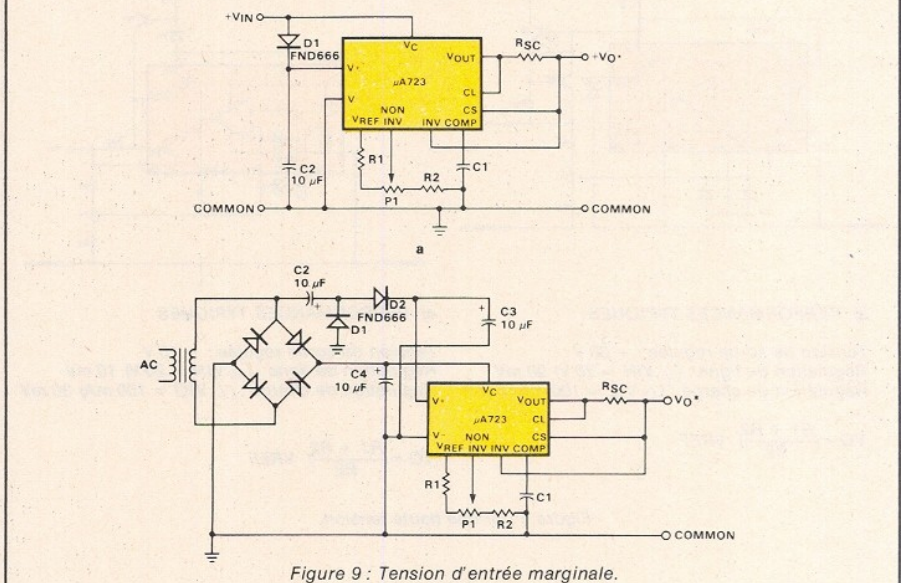 +VIN
D1
FND666
VC
V+
VOUT
RSC
+VO*
µA723
V
CL
CS
NON
VREF INV
INV COMP
R1
C2
10 µF
R2
C1
P1
COMMON
COMMON
a
C2
10 µF
+
D2
FND666
D1
+
C3
10 µF
AC
C4
10 µF
+
VC
V+
VOUT
RSC
VO*
µA723
CL
V-
CS
NON
VREF INV INV COMP
R1
C1
P1
R2
COMMON
Figure 9 : Tension d'entrée marginale.